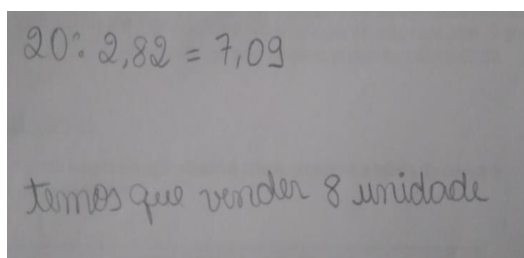 20: 2,82 = 7,09
temos que vender 8 unidade